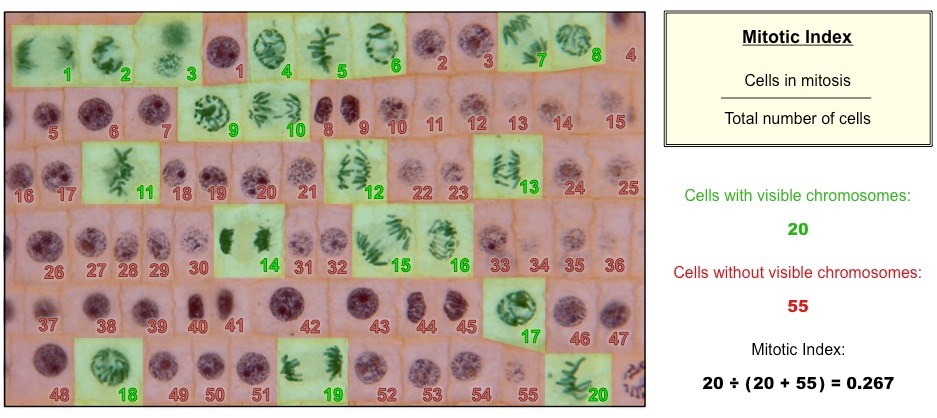 Mitotic Index
Cells in mitosis
Total number of cells
1 2 3 1 4 5 6 2 3 7 8 4
5 6 7 9 10 8 9 10 11 12 13 14 15
16 17 11 18 19 20 21 12 22 23 13 24 25
26 27 28 29 30 14 31 32 15 16 33 34 35 36
37 38 39 40 41 42 43 44 45 17 46 47
48 18 49 50 51 19 52 53 54 55 20
Cells with visible chromosomes:
20
Cells without visible chromosomes:
55
Mitotic Index:
20 ÷ (20 + 55) = 0.267